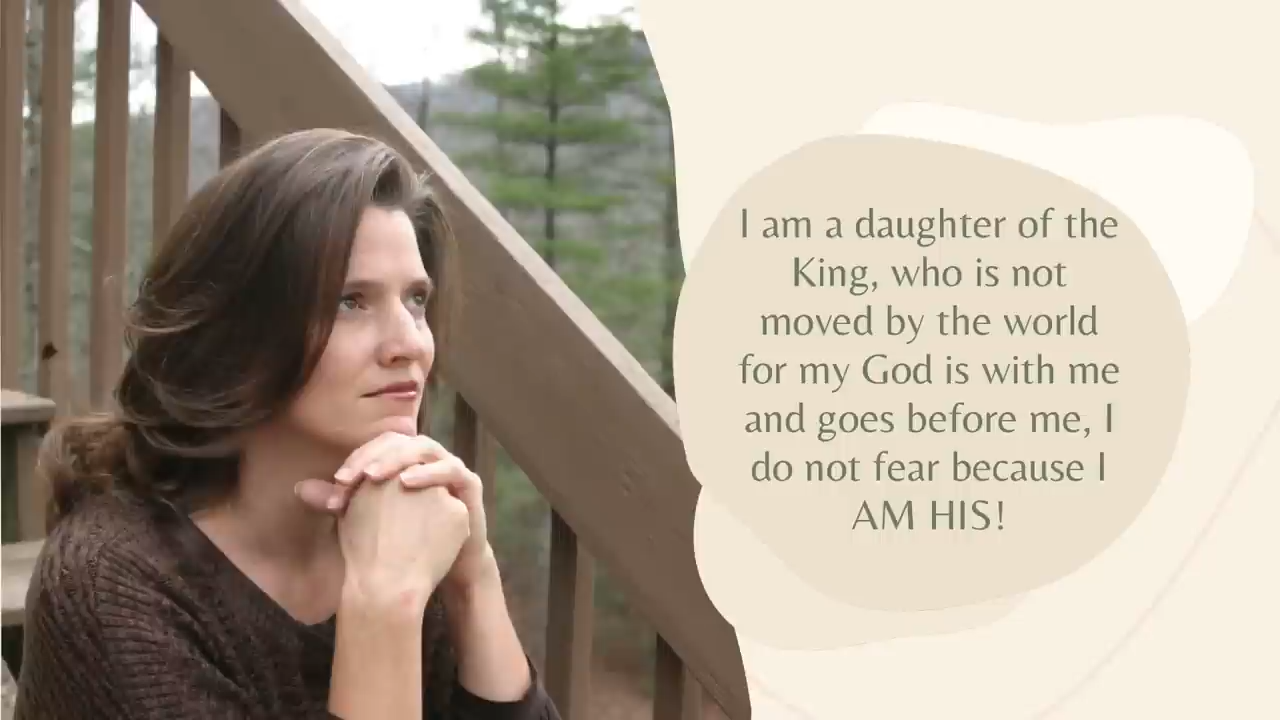 I am a daughter of the
King, who is not
moved by the world
for my God is with me
and goes before me, I
do not fear because I
AM HIS!